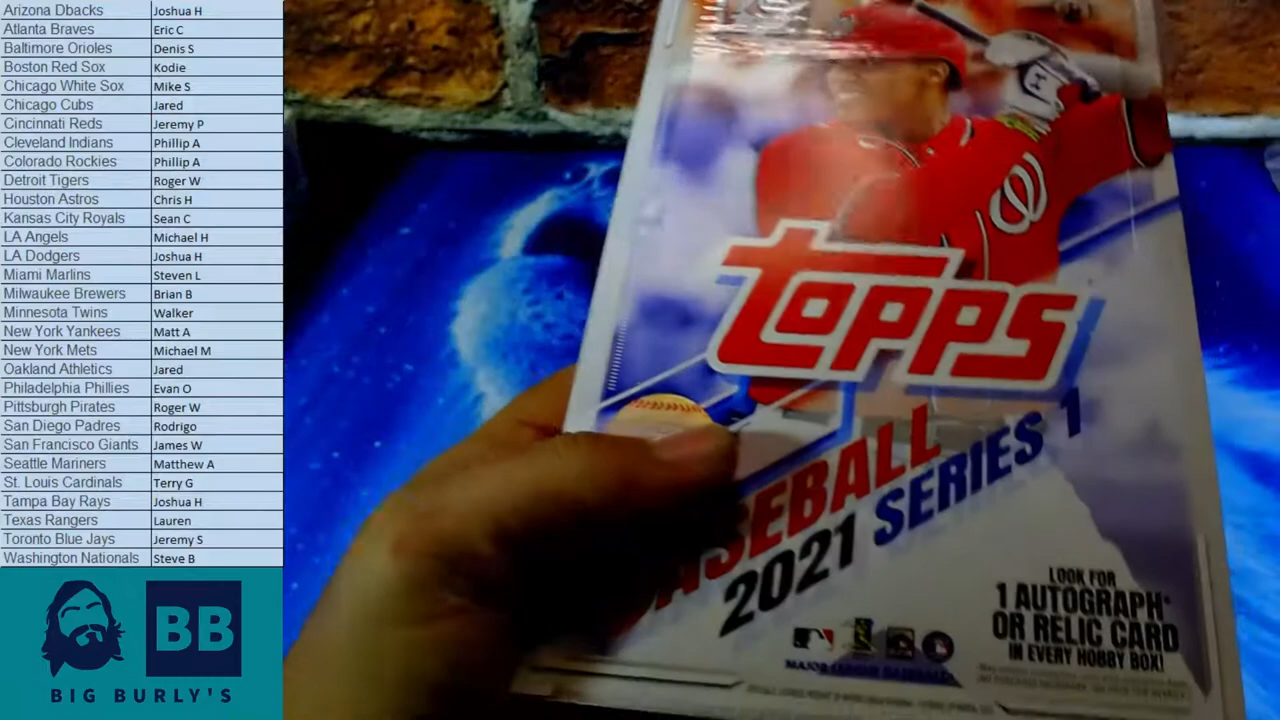 Arizona Dbacks Joshua H
Atlanta Braves Eric C
Baltimore Orioles Denis S
Boston Red Sox Kodie
Chicago White Sox Mike S
Chicago Cubs Jared
Cincinnati Reds Jeremy P
Cleveland Indians Phillip A
Colorado Rockies Phillip A
Detroit Tigers Roger W
Houston Astros Chris H
Kansas City Royals Sean C
LA Angels Michael H
LA Dodgers Joshua H
Miami Marlins Steven L
Milwaukee Brewers Brian B
Minnesota Twins Walker
New York Yankees Matt A
New York Mets Michael M
Oakland Athletics Jared
Philadelphia Phillies Evan O
Pittsburgh Pirates Roger W
San Diego Padres Rodrigo
San Francisco Giants James W
Seattle Mariners Matthew A
St. Louis Cardinals Terry G
Tampa Bay Rays Joshua H
Texas Rangers Lauren
Toronto Blue Jays Jeremy S
Washington Nationals Steve B
BB
BIG BURLY'S
W
TOPPS
BASEBALL
2021 SERIES 1
LOOK FOR
1 AUTOGRAPH*
OR RELIC CARD
IN EVERY HOBBY BOX!
MAJOR LEAGUE BASEBALL